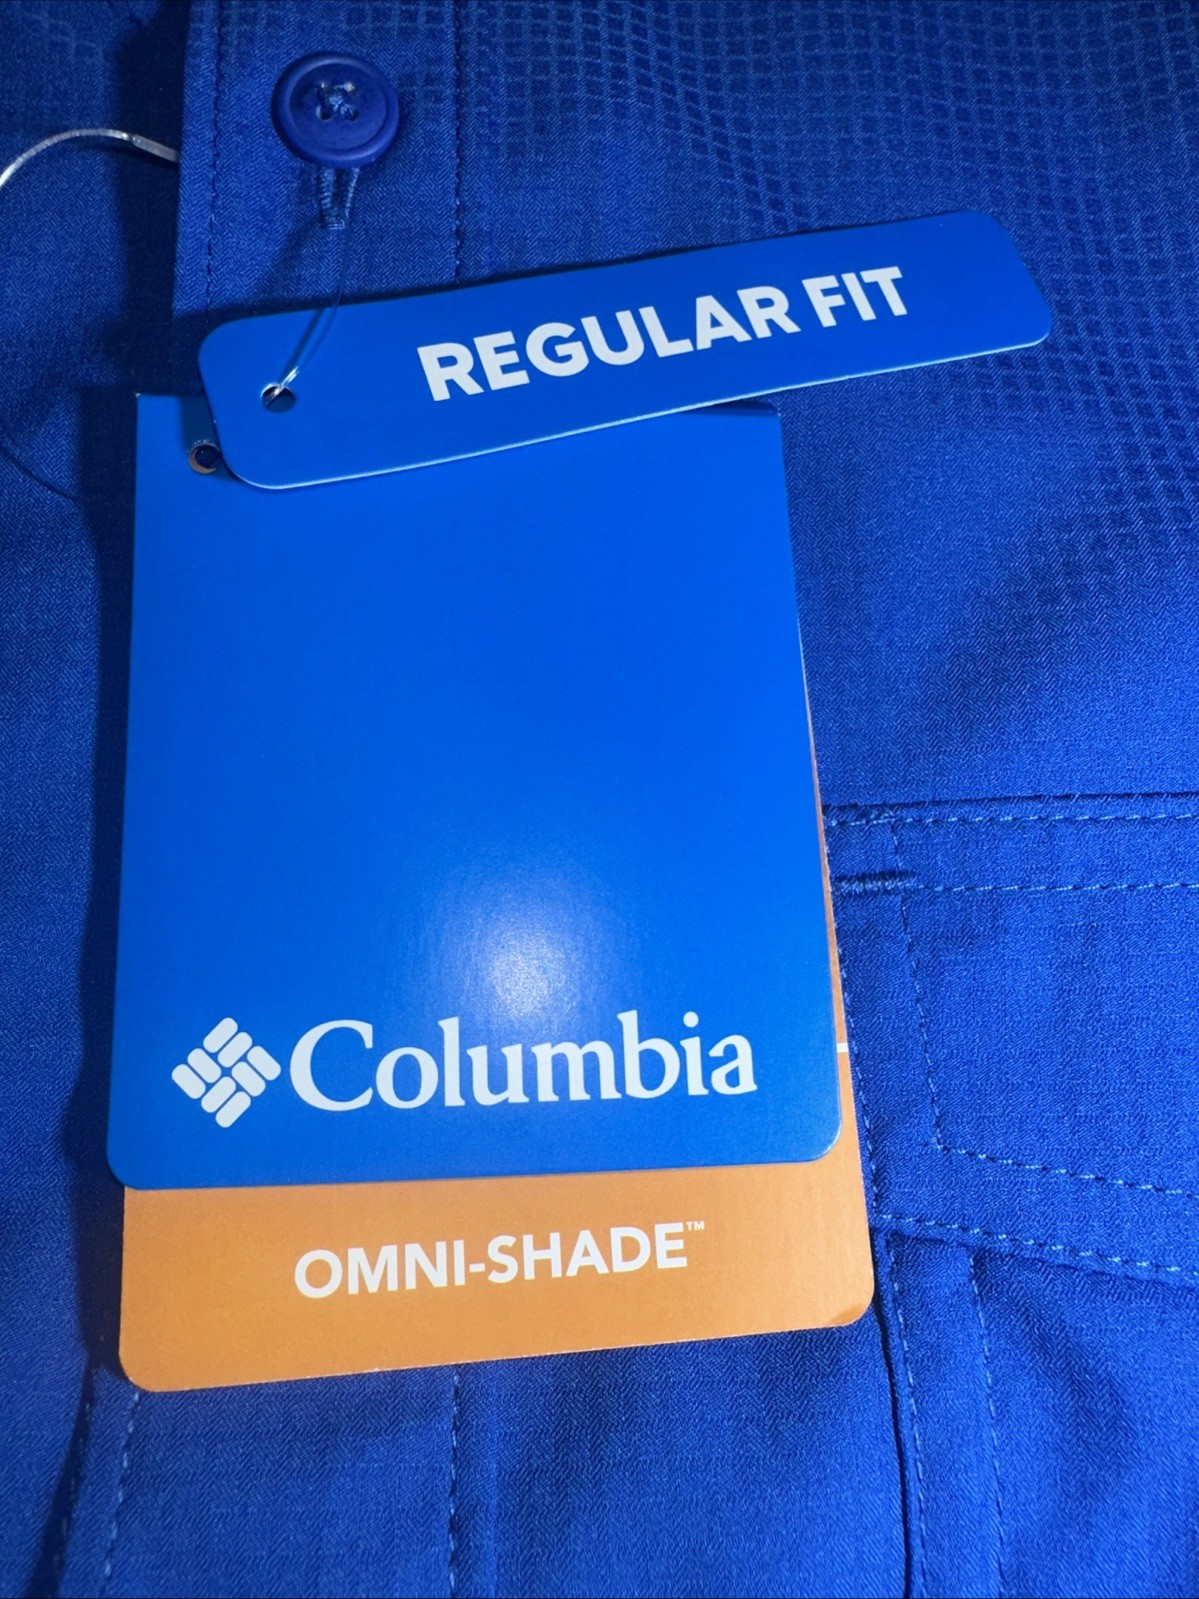 REGULAR FIT
Columbia
OMNI-SHADE™